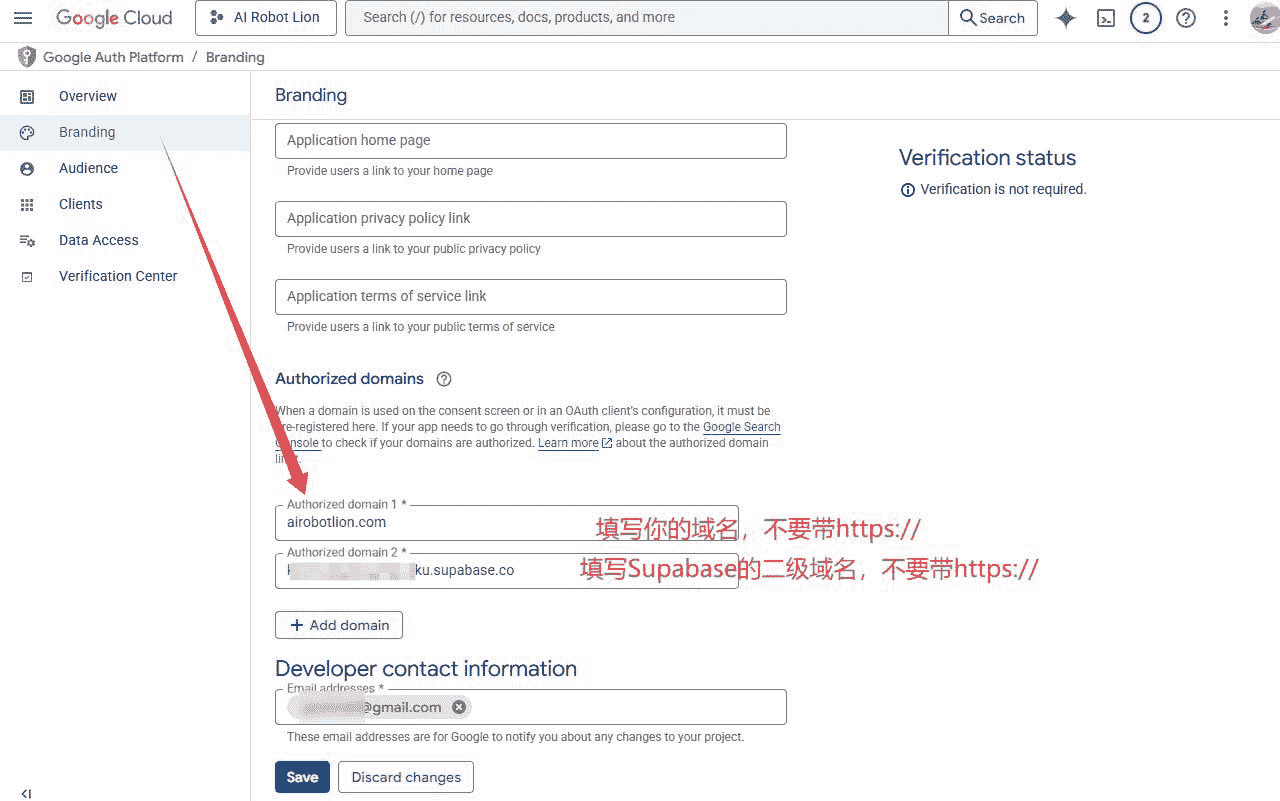 Google Cloud
AI Robot Lion
Search (/) for resources, docs, products, and more
Search
2
Google Auth Platform / Branding
Overview
Branding
Audience
Clients
Data Access
Verification Center
Branding
Application home page
Provide users a link to your home page
Application privacy policy link
Provide users a link to your public privacy policy
Application terms of service link
Provide users a link to your public terms of service
Verification status
Verification is not required.
Authorized domains
When a domain is used on the consent screen or in an OAuth client's configuration, it must be
pre-registered here. If your app needs to go through verification, please go to the Google Search
Console to check if your domains are authorized. Learn more about the authorized domain
limit.
Authorized domain 1 *
airobotlion.com
填写你的域名，不要带https://
Authorized domain 2 *
ku.supabase.co
填写Supabase的二级域名，不要带https://
+ Add domain
Developer contact information
Email addresses *
@gmail.com
These email addresses are for Google to notify you about any changes to your project.
Save
Discard changes